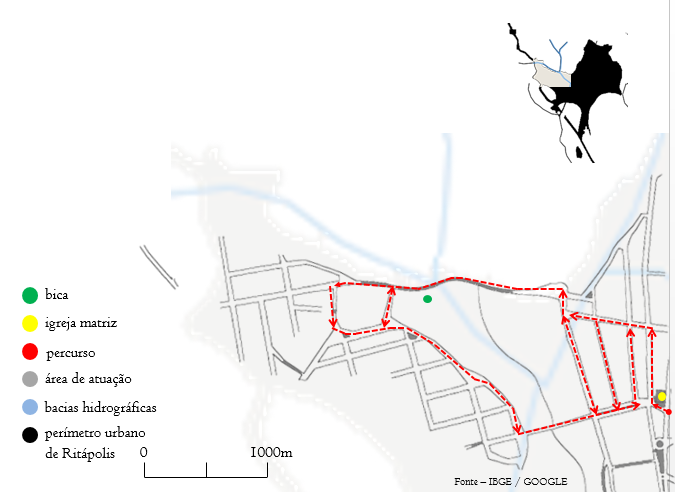 bica
igreja matriz
percurso
área de atuação
bacias hidrográficas
perímetro urbano
de Ritápolis
0 1000m
Fonte – IBGE / GOOGLE